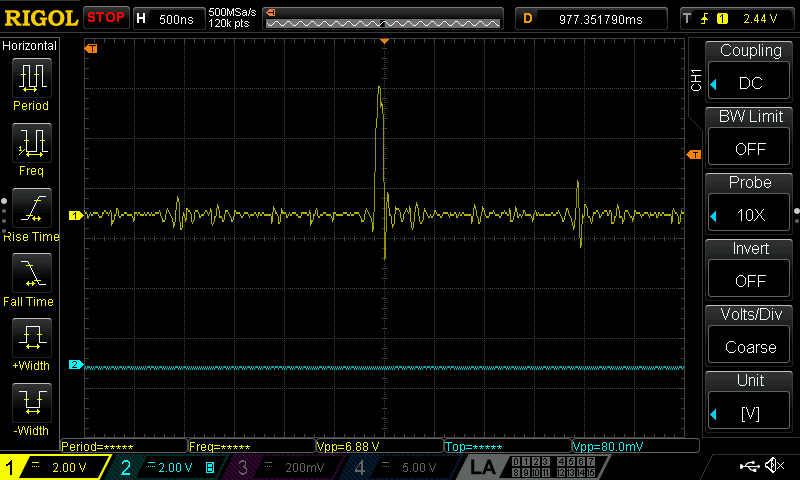 RIGOL STOP H 500ns 500MSa/s 120k pts D 977.351790ms T 1 2.44 V
Horizontal
Period
Freq
Rise Time
Fall Time
+Width
-Width
T
1
2
T
CH1
Coupling
DC
BW Limit
OFF
Probe
10X
Invert
OFF
Volts/Div
Coarse
Unit
[V]
Period=***** Freq=***** Vpp=6.88 V Top=***** Vpp=80.0mV
1 2.00 V 2 2.00 V B 3 200mV 4 5.00 V LA 0 1 2 3 4 5 6 7
8 9 10 11 12 13 14 15